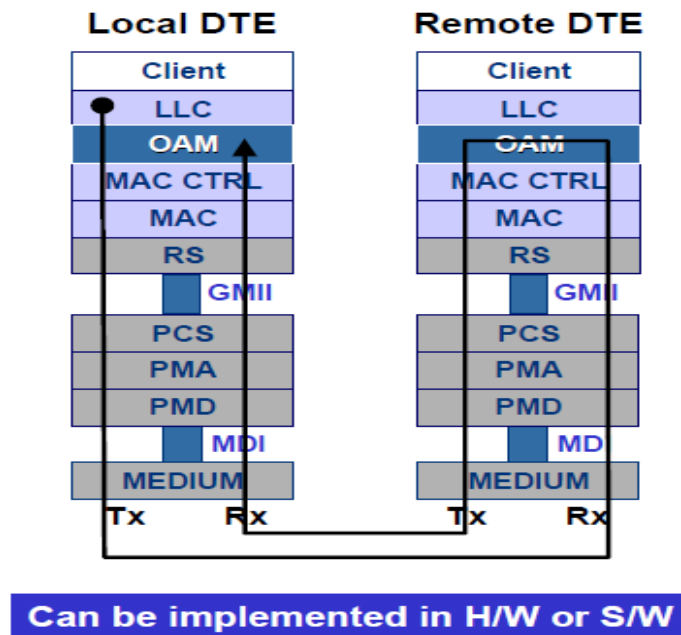 Local DTE
Client
LLC
OAM
MAC CTRL
MAC
RS
GMII
PCS
PMA
PMD
MDI
MEDIUM
Tx Rx
Remote DTE
Client
LLC
OAM
MAC CTRL
MAC
RS
GMII
PCS
PMA
PMD
MDI
MEDIUM
Tx Rx
Can be implemented in H/W or S/W